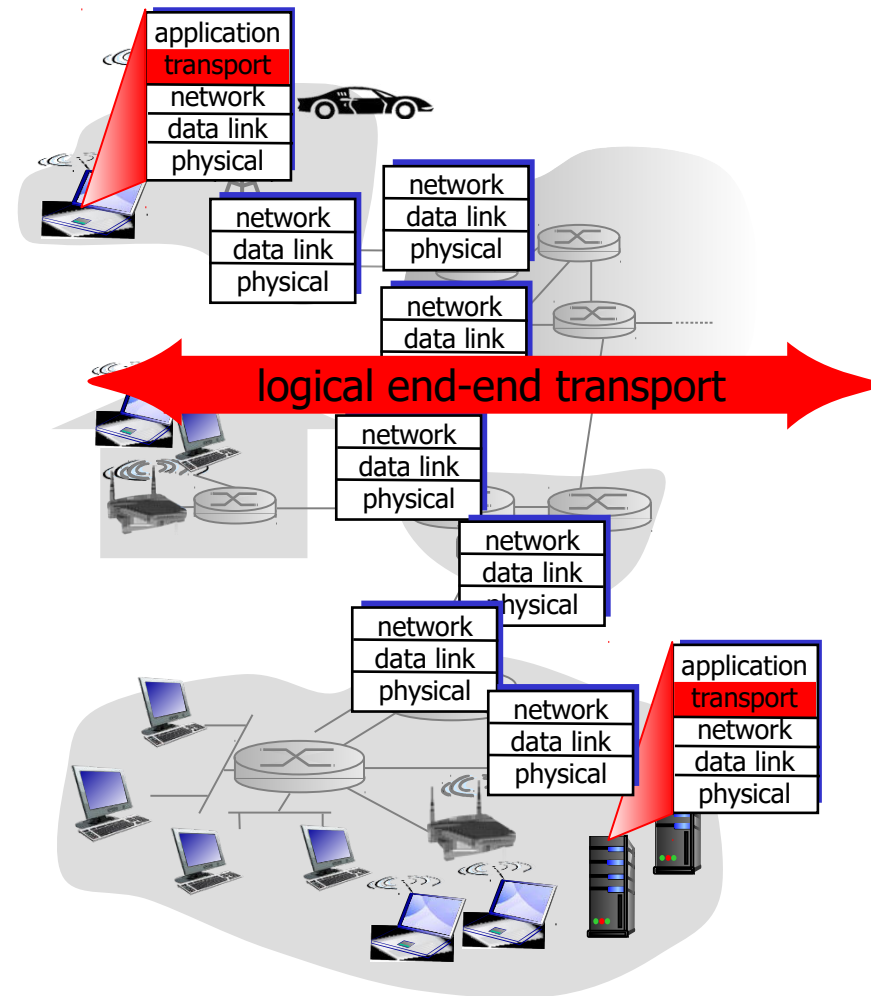 application
transport
network
data link
physical
network
data link
physical
network
data link
physical
network
data link
logical end-end transport
network
data link
physical
network
data link
physical
network
data link
physical
network
data link
physical
application
transport
network
data link
physical